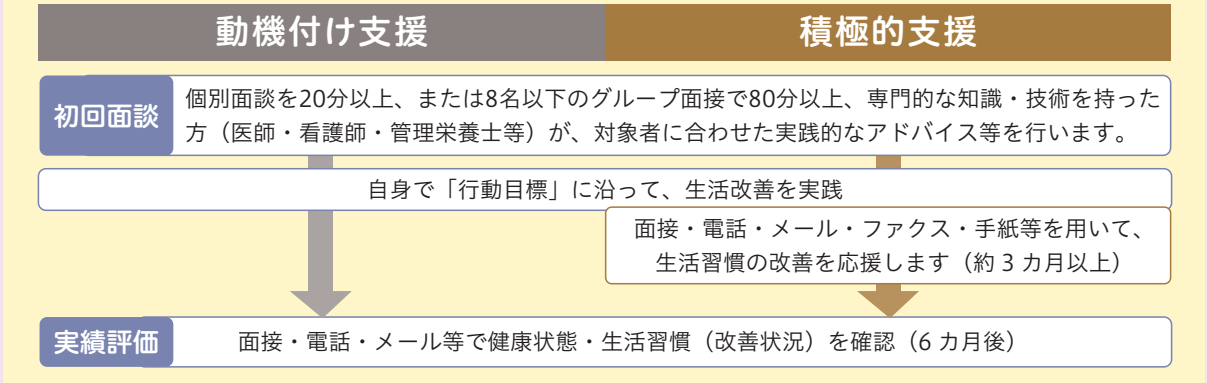 動機付け支援
積極的支援
初回面談
個別面談を20分以上、または8名以下のグループ面接で80分以上、専門的な知識・技術を持った
方（医師・看護師・管理栄養士等）が、対象者に合わせた実践的なアドバイス等を行います。
自身で「行動目標」に沿って、生活改善を実践
面接・電話・メール・ファクス・手紙等を用いて、
生活習慣の改善を応援します（約３カ月以上）
実績評価
面接・電話・メール等で健康状態・生活習慣（改善状況）を確認（6カ月後）